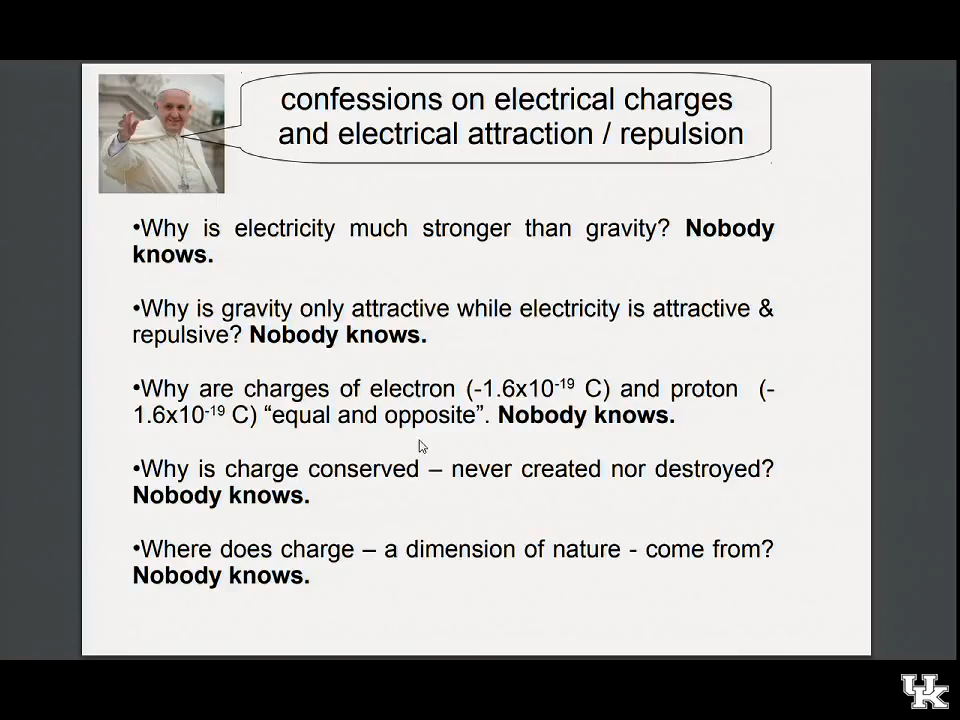 confessions on electrical charges
and electrical attraction / repulsion
•Why is electricity much stronger than gravity? Nobody
knows.
•Why is gravity only attractive while electricity is attractive &
repulsive? Nobody knows.
•Why are charges of electron (-1.6x10⁻¹⁹ C) and proton (-
1.6x10⁻¹⁹ C) “equal and opposite”. Nobody knows.
•Why is charge conserved – never created nor destroyed?
Nobody knows.
•Where does charge – a dimension of nature - come from?
Nobody knows.
UK